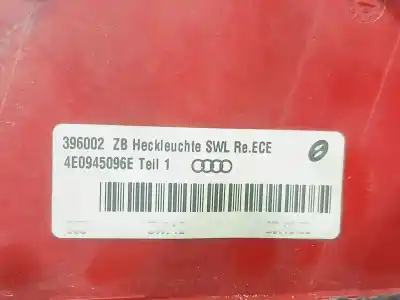 396002 ZB Heckleuchte SWL Re.ECE
4E0945096E Teil 1